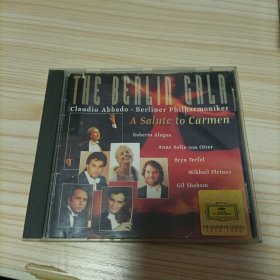 THE BERLIN GALA
Claudio Abbado · Berliner Philharmoniker
A Salute to Carmen
Roberto Alagna
Anne Sofie von Otter
Bryn Terfel
Mikhail Pletnev
Gil Shaham